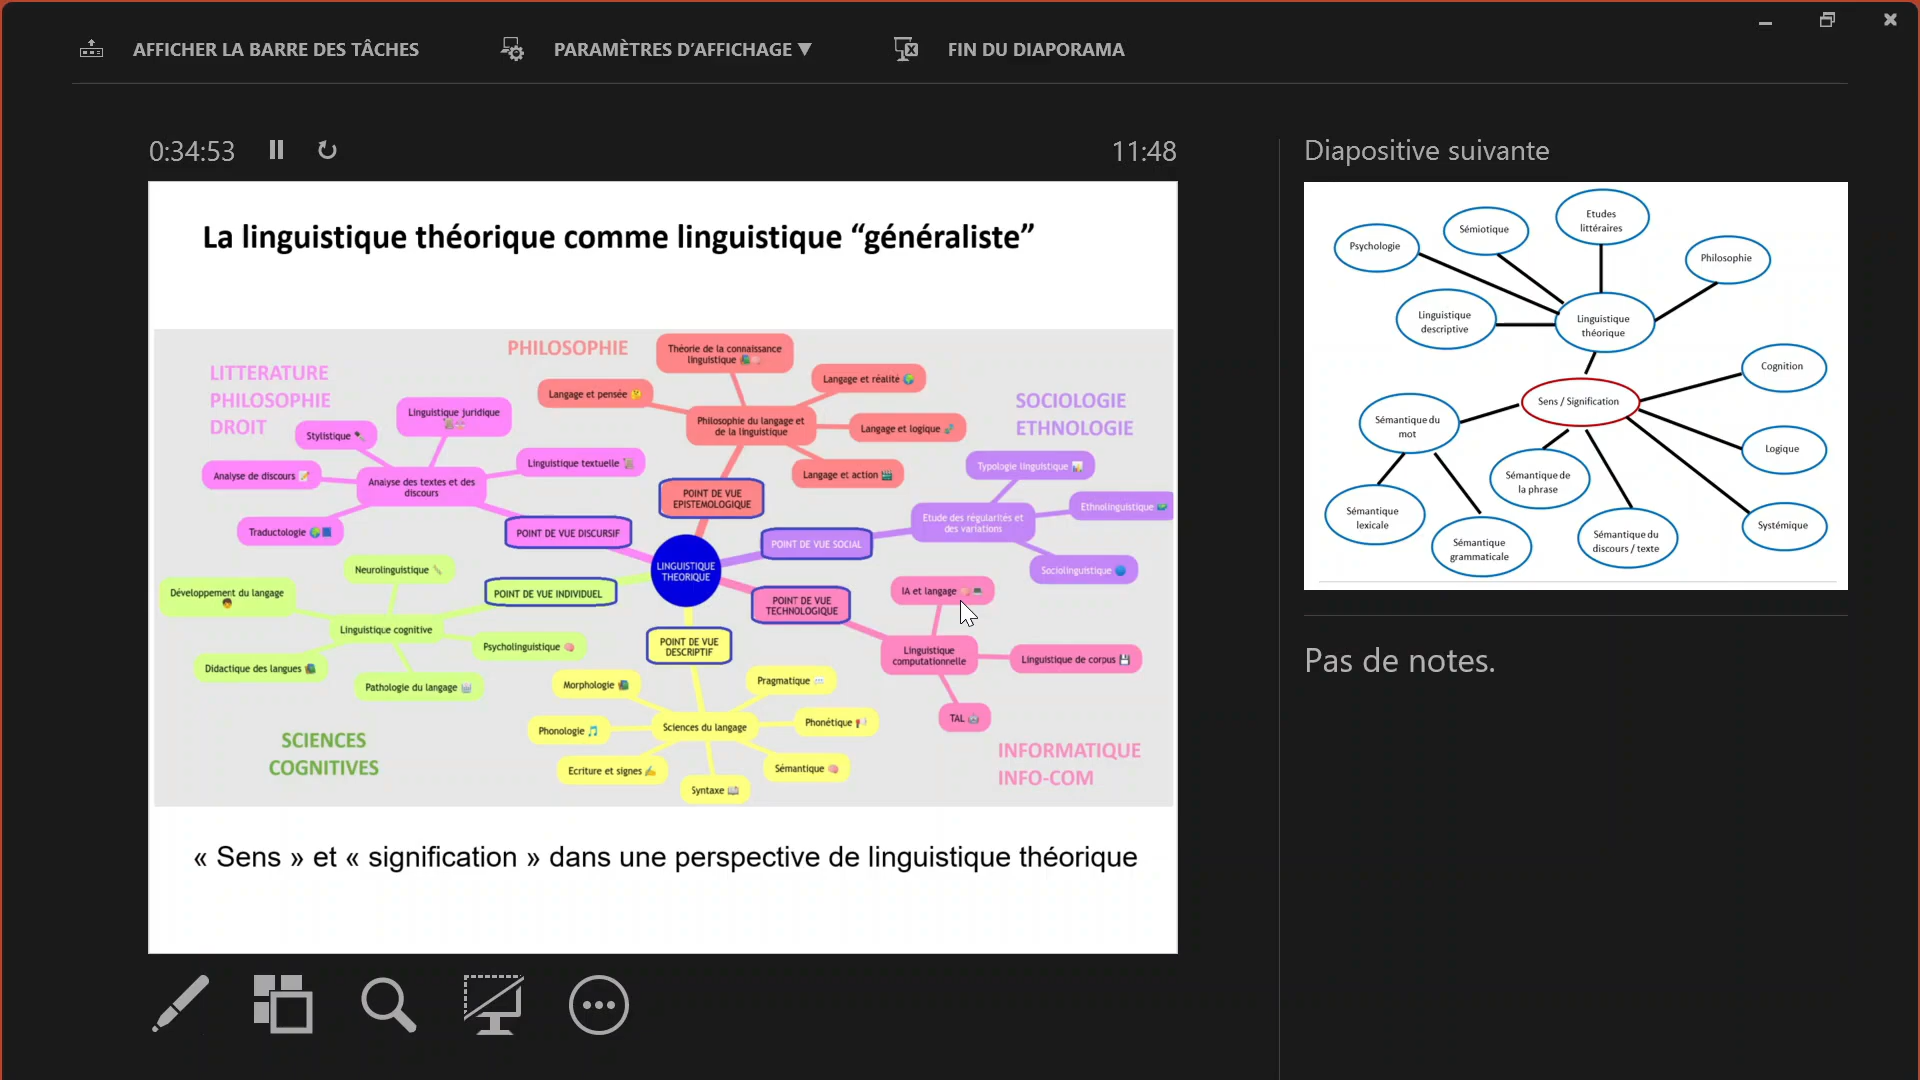 AFFICHER LA BARRE DES TÂCHES
PARAMÈTRES D'AFFICHAGE ▼
FIN DU DIAPORAMA
0:34:53
11:48
La linguistique théorique comme linguistique “généraliste”
LITTERATURE
PHILOSOPHIE
DROIT
Stylistique
Linguistique juridique
Analyse de discours
Analyse des textes et des
discours
Linguistique textuelle
Traductologie
POINT DE VUE DISCURSIF
PHILOSOPHIE
Théorie de la connaissance
linguistique
Langage et pensée
Langage et réalité
Philosophie du langage et
de la linguistique
Langage et logique
Langage et action
POINT DE VUE
EPISTEMOLOGIQUE
SOCIOLOGIE
ETHNOLOGIE
Typologie linguistique
Ethnolinguistique
Etude des régularités et
des variations
Sociolinguistique
POINT DE VUE SOCIAL
LINGUISTIQUE
THEORIQUE
Neurolinguistique
Développement du langage
POINT DE VUE INDIVIDUEL
Linguistique cognitive
Psycholinguistique
Didactique des langues
Pathologie du langage
SCIENCES
COGNITIVES
POINT DE VUE
DESCRIPTIF
Morphologie
Pragmatique
Phonologie
Sciences du langage
Phonétique
Ecriture et signes
Sémantique
Syntaxe
POINT DE VUE
TECHNOLOGIQUE
IA et langage
Linguistique
computationnelle
Linguistique de corpus
TAL
INFORMATIQUE
INFO-COM
« Sens » et « signification » dans une perspective de linguistique théorique
Diapositive suivante
Psychologie
Sémiotique
Etudes
littéraires
Philosophie
Linguistique
descriptive
Linguistique
théorique
Cognition
Sens / Signification
Sémantique du
mot
Logique
Sémantique de
la phrase
Sémantique
lexicale
Sémantique
grammaticale
Sémantique du
discours / texte
Systémique
Pas de notes.